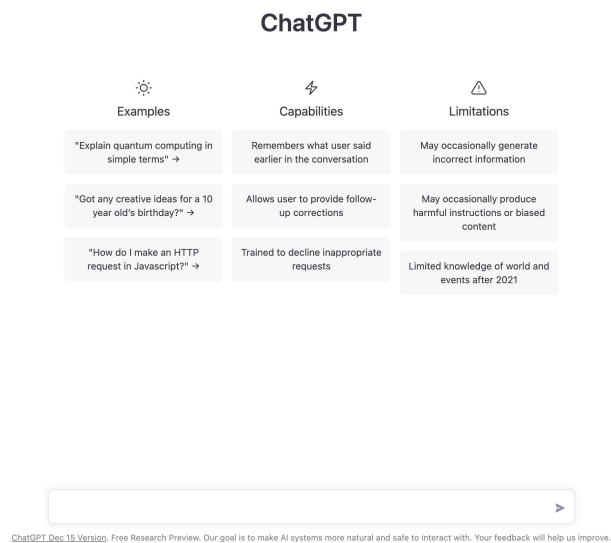 ChatGPT
Examples
"Explain quantum computing in
simple terms" →
"Got any creative ideas for a 10
year old's birthday?" →
"How do I make an HTTP
request in Javascript?" →
Capabilities
Remembers what user said
earlier in the conversation
Allows user to provide follow-
up corrections
Trained to decline inappropriate
requests
Limitations
May occasionally generate
incorrect information
May occasionally produce
harmful instructions or biased
content
Limited knowledge of world and
events after 2021
ChatGPT Dec 15 Version. Free Research Preview. Our goal is to make AI systems more natural and safe to interact with. Your feedback will help us improve.